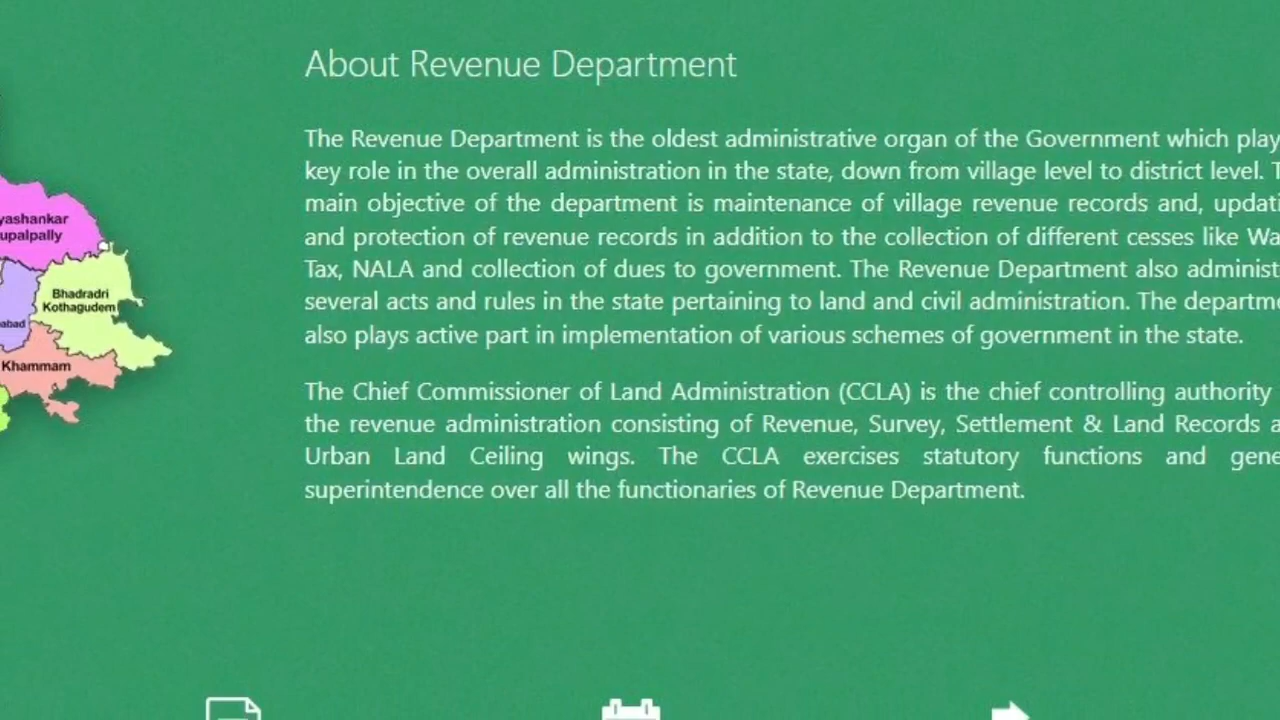 About Revenue Department
The Revenue Department is the oldest administrative organ of the Government which play
key role in the overall administration in the state, down from village level to district level. T
main objective of the department is maintenance of village revenue records and, updati
and protection of revenue records in addition to the collection of different cesses like Wa
Tax, NALA and collection of dues to government. The Revenue Department also administ
several acts and rules in the state pertaining to land and civil administration. The departme
also plays active part in implementation of various schemes of government in the state.
The Chief Commissioner of Land Administration (CCLA) is the chief controlling authority
the revenue administration consisting of Revenue, Survey, Settlement & Land Records a
Urban Land Ceiling wings. The CCLA exercises statutory functions and gene
superintendence over all the functionaries of Revenue Department.
yashankar
upalpally
Bhadradri
Kothagudem
abad
Khammam